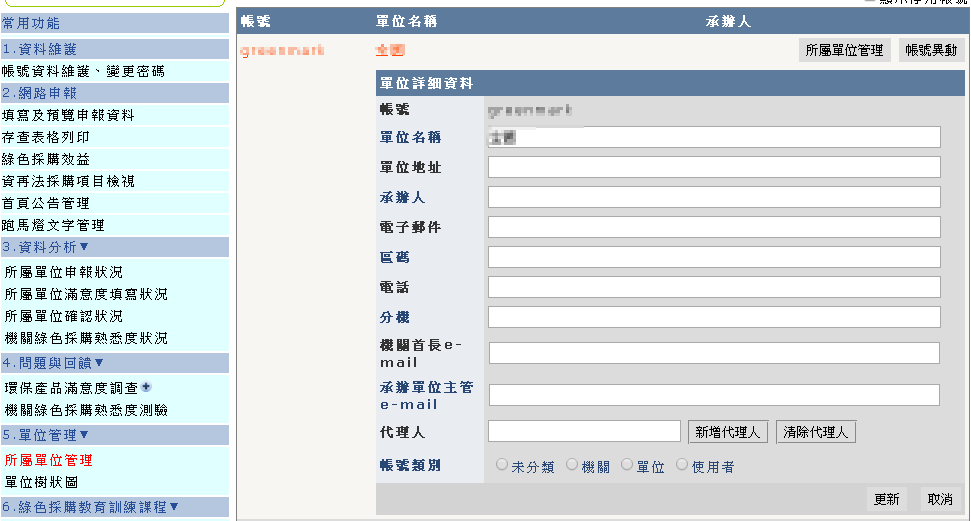 常用功能
1.資料維護
帳號資料維護、變更密碼
2.網路申報
填寫及預覽申報資料
存查表格列印
綠色採購效益
資再法採購項目檢視
首頁公告管理
跑馬燈文字管理
3.資料分析▼
所屬單位申報狀況
所屬單位滿意度填寫狀況
所屬單位確認狀況
機關綠色採購熟悉度狀況
4.問題與回饋▼
環保產品滿意度調查
機關綠色採購熟悉度測驗
5.單位管理▼
所屬單位管理
單位樹狀圖
6.綠色採購教育訓練課程▼
帳號 單位名稱 承辦人
所屬單位管理 帳號異動
單位詳細資料
帳號
單位名稱
單位地址
承辦人
電子郵件
區碼
電話
分機
機關首長e-
mail
承辦單位主管
e-mail
代理人 新增代理人 清除代理人
帳號類別 未分類 機關 單位 使用者
更新 取消